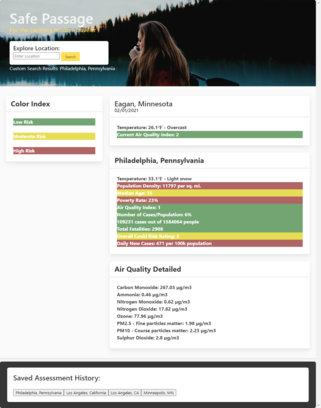 Safe Passage
Explore Location:
Enter Location
Search
Custom Search Results: Philadelphia, Pennsylvania
Color Index
Low Risk
Moderate Risk
High Risk
Eagan, Minnesota
02/01/2021
Temperature: 26.1°F - Overcast
Current Air Quality Index: 2
Philadelphia, Pennsylvania
Temperature: 33.1°F - Light snow
Population Density: 11797 per sq. mi.
Median Age: 34
Poverty Rate: 23%
Air Quality Index: 1
Number of Cases/Population: 6%
109231 cases out of 1584064 people
Total Fatalities: 2908
Overall Covid Risk Rating: 3
Daily New Cases: 471 per 100k population
Air Quality Detailed
Carbon Monoxide: 267.03 μg/m3
Ammonia: 0.46 μg/m3
Nitrogen Monoxide: 0.62 μg/m3
Nitrogen Dioxide: 17.82 μg/m3
Ozone: 77.96 μg/m3
PM2.5 - Fine particles matter: 1.98 μg/m3
PM10 - Course particles matter: 2.23 μg/m3
Sulphur Dioxide: 2.8 μg/m3
Saved Assessment History:
Philadelphia, Pennsylvania
Los Angeles, California
Los Angeles, CA
Minneapolis, MN